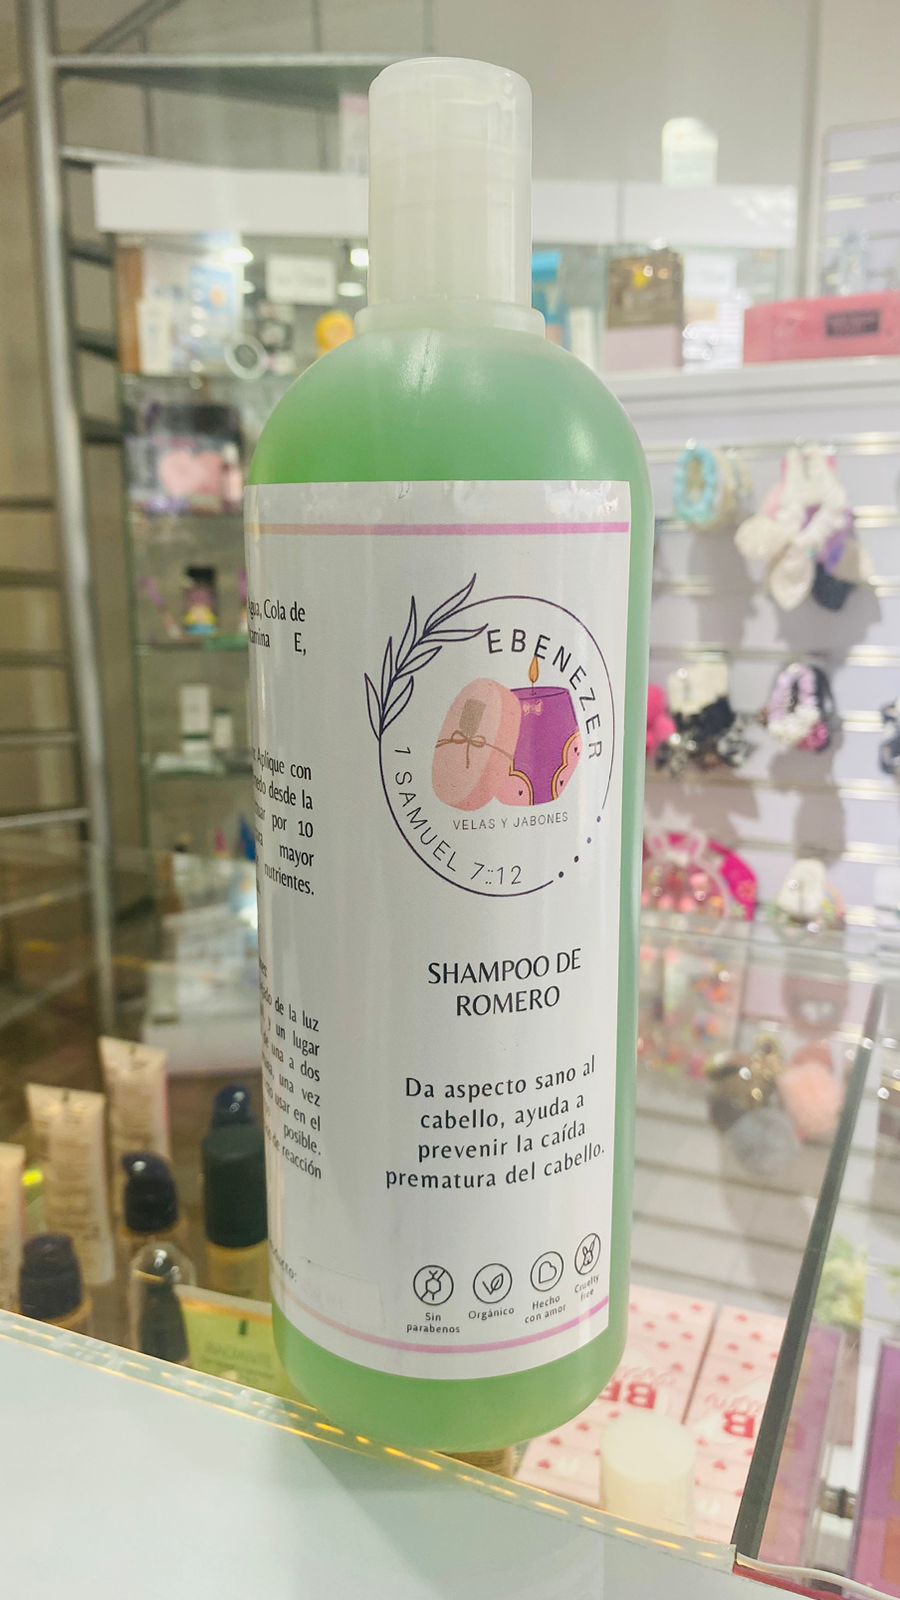 EBENEZER
1 SAMUEL 7::12
VELAS Y JABONES
SHAMPOO DE
ROMERO
Da aspecto sano al
cabello, ayuda a
prevenir la caída
prematura del cabello.
Sin
parabenos
Orgánico
Hecho
con amor
Cruelty
free
Cola de
E,
Aplique con
desde la
por 10
mayor
nutrientes.
de la luz
y un lugar
una a dos
una vez
usar en el
posible.
de reacción